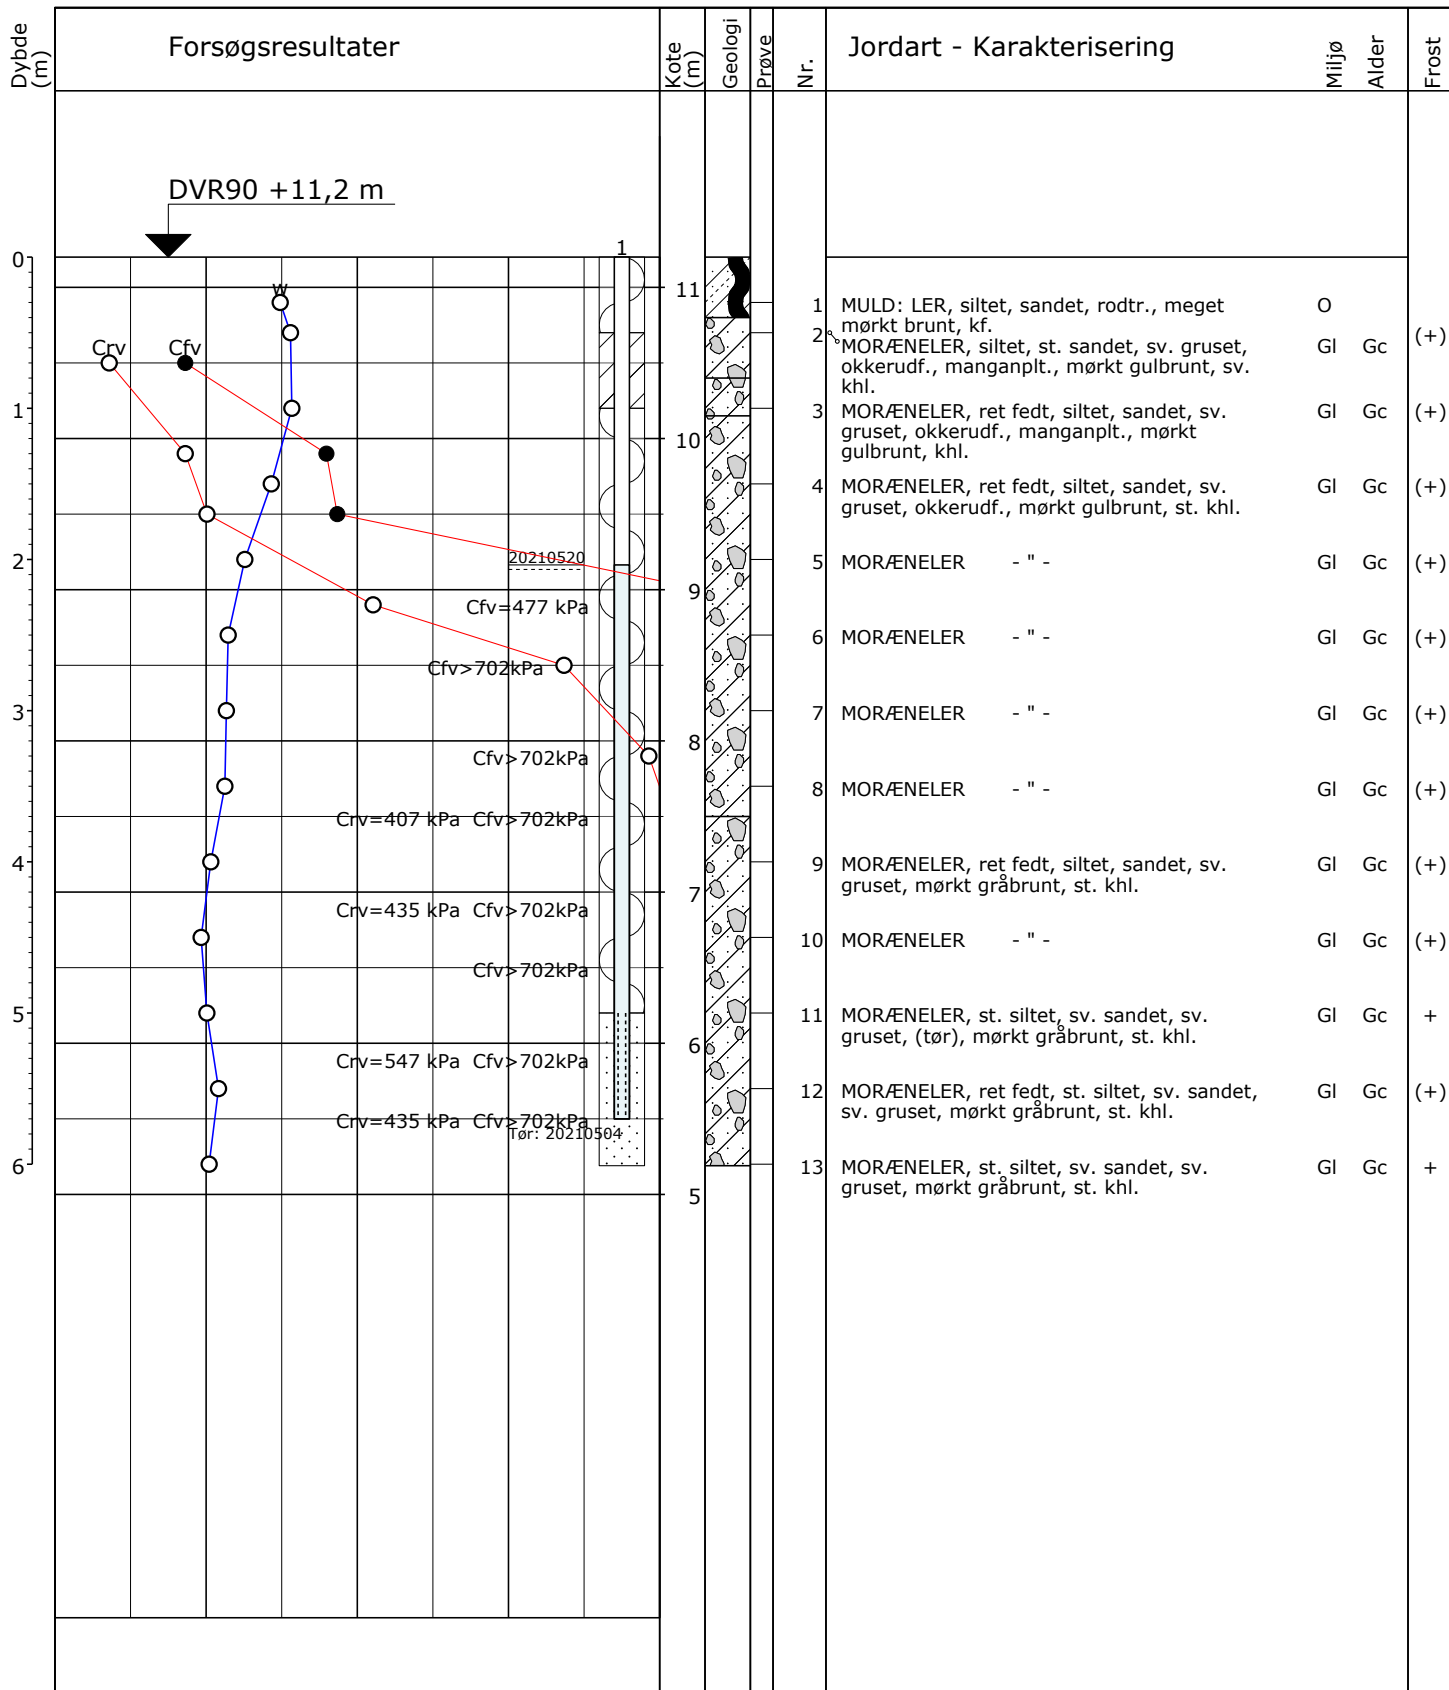 Dybde
(m)
Forsøgsresultater
Kote
(m)
Geologi
Prøve
Nr.
Jordart - Karakterisering
Miljø
Alder
Frost
DVR90 +11,2 m
0
1
2
3
4
5
6
1
W
Crv
Cfv
20210520
Cfv=477 kPa
Cfv>702kPa
Cfv>702kPa
Crv=407 kPa Cfv>702kPa
Crv=435 kPa Cfv>702kPa
Cfv>702kPa
Crv=547 kPa Cfv>702kPa
Crv=435 kPa Cfv>702kPa
Tør: 20210504
11
10
9
8
7
6
5
1 MULD: LER, siltet, sandet, rodtr., meget O
mørkt brunt, kf.
2 MORÆNELER, siltet, st. sandet, sv. gruset, Gl Gc (+)
okkerudf., manganplt., mørkt gulbrunt, sv.
khl.
3 MORÆNELER, ret fedt, siltet, sandet, sv. Gl Gc (+)
gruset, okkerudf., manganplt., mørkt
gulbrunt, khl.
4 MORÆNELER, ret fedt, siltet, sandet, sv. Gl Gc (+)
gruset, okkerudf., mørkt gulbrunt, st. khl.
5 MORÆNELER - " - Gl Gc (+)
6 MORÆNELER - " - Gl Gc (+)
7 MORÆNELER - " - Gl Gc (+)
8 MORÆNELER - " - Gl Gc (+)
9 MORÆNELER, ret fedt, siltet, sandet, sv. Gl Gc (+)
gruset, mørkt gråbrunt, st. khl.
10 MORÆNELER - " - Gl Gc (+)
11 MORÆNELER, st. siltet, sv. sandet, sv. Gl Gc +
gruset, (tør), mørkt gråbrunt, st. khl.
12 MORÆNELER, ret fedt, st. siltet, sv. sandet, Gl Gc (+)
sv. gruset, mørkt gråbrunt, st. khl.
13 MORÆNELER, st. siltet, sv. sandet, sv. Gl Gc +
gruset, mørkt gråbrunt, st. khl.